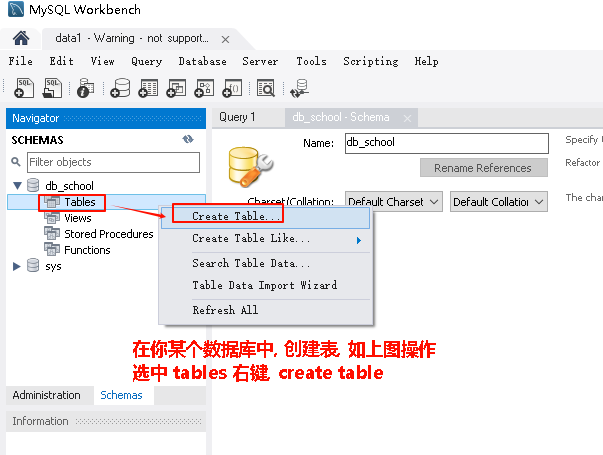 MySQL Workbench
data1 - Warning - not support...
File Edit View Query Database Server Tools Scripting Help
Navigator
Query 1
db_school - Schema
SCHEMAS
Name: db_school
Specify t
Filter objects
Rename References
Refactor
db_school
Charset/Collation: Default Charset Default Collation
The char
Tables
Create Table...
Views
Create Table Like...
Stored Procedures
Functions
Search Table Data...
sys
Table Data Import Wizard
Refresh All
在你某个数据库中, 创建表, 如上图操作
选中 tables 右键, create table
Administration Schemas
Information